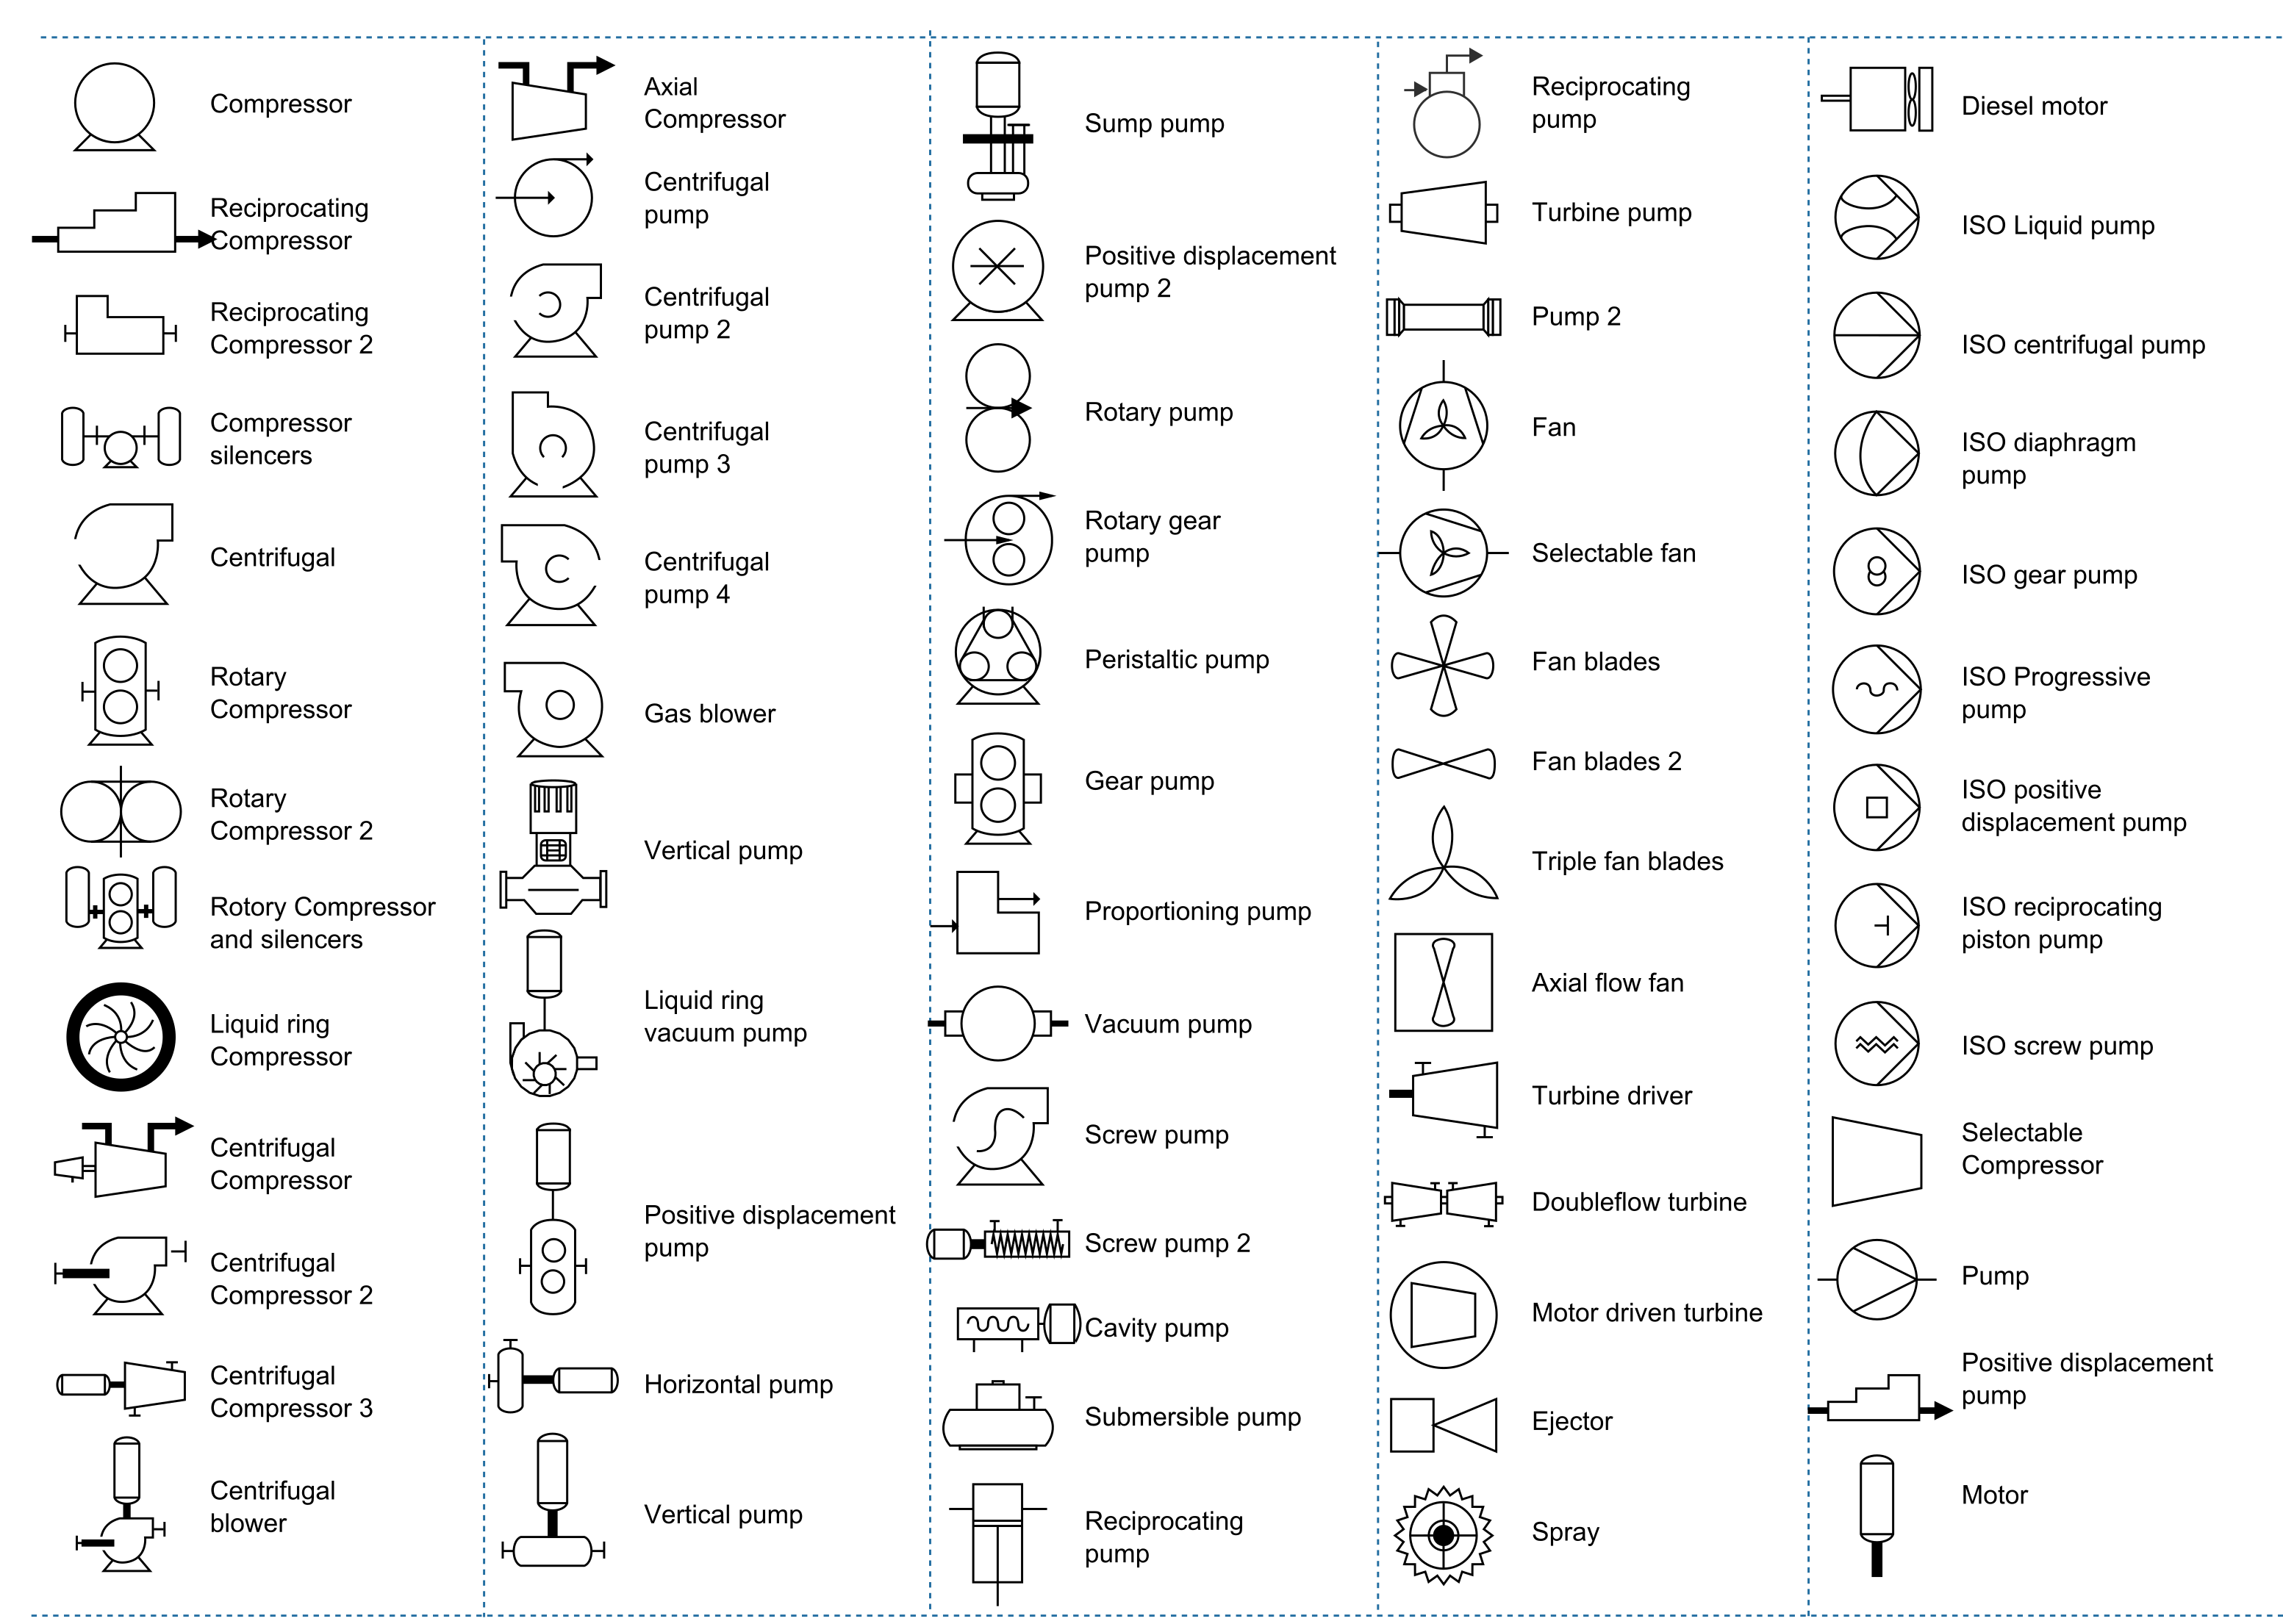 Compressor
Reciprocating
Compressor
Reciprocating
Compressor 2
Compressor
silencers
Centrifugal
Rotary
Compressor
Rotary
Compressor 2
Rotory Compressor
and silencers
Liquid ring
Compressor
Centrifugal
Compressor
Centrifugal
Compressor 2
Centrifugal
Compressor 3
Centrifugal
blower
Axial
Compressor
Centrifugal
pump
Centrifugal
pump 2
Centrifugal
pump 3
Centrifugal
pump 4
Gas blower
Vertical pump
Liquid ring
vacuum pump
Positive displacement
pump
Horizontal pump
Vertical pump
Sump pump
Positive displacement
pump 2
Rotary pump
Rotary gear
pump
Peristaltic pump
Gear pump
Proportioning pump
Vacuum pump
Screw pump
Screw pump 2
Cavity pump
Submersible pump
Reciprocating
pump
Reciprocating
pump
Turbine pump
Pump 2
Fan
Selectable fan
Fan blades
Fan blades 2
Triple fan blades
Axial flow fan
Turbine driver
Doubleflow turbine
Motor driven turbine
Ejector
Spray
Diesel motor
ISO Liquid pump
ISO centrifugal pump
ISO diaphragm
pump
ISO gear pump
ISO Progressive
pump
ISO positive
displacement pump
ISO reciprocating
piston pump
ISO screw pump
Selectable
Compressor
Pump
Positive displacement
pump
Motor